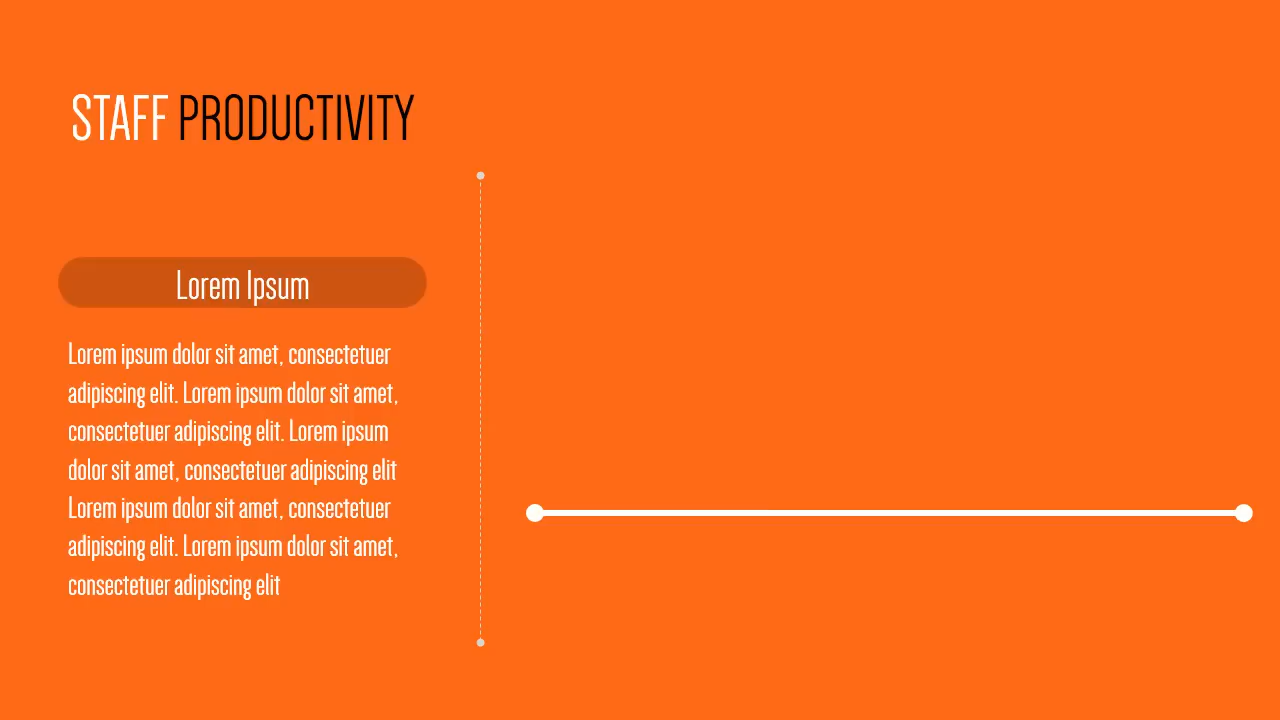 STAFF PRODUCTIVITY
Lorem Ipsum
Lorem ipsum dolor sit amet, consectetuer
adipiscing elit. Lorem ipsum dolor sit amet,
consectetuer adipiscing elit. Lorem ipsum
dolor sit amet, consectetuer adipiscing elit
Lorem ipsum dolor sit amet, consectetuer
adipiscing elit. Lorem ipsum dolor sit amet,
consectetuer adipiscing elit